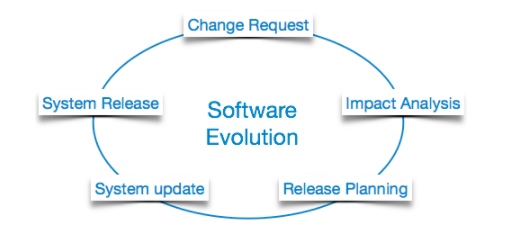 Change Request
System Release
Impact Analysis
Software
Evolution
System update
Release Planning